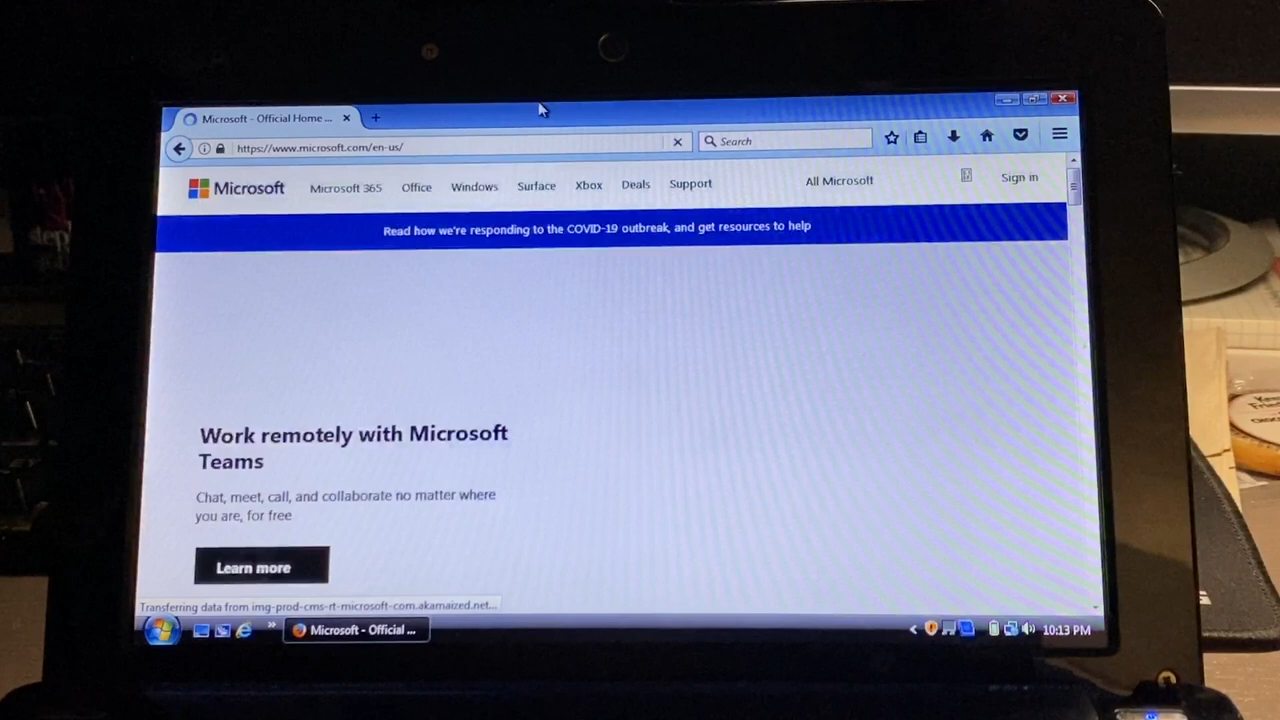 Microsoft - Official Home ...
https://www.microsoft.com/en-us/
Search
Microsoft
Microsoft 365
Office
Windows
Surface
Xbox
Deals
Support
All Microsoft
Sign in
Read how we're responding to the COVID-19 outbreak, and get resources to help
Work remotely with Microsoft
Teams
Chat, meet, call, and collaborate no matter where
you are, for free
Learn more
Transferring data from img-prod-cms-rt-microsoft-com.akamaized.net...
Microsoft - Official ...
10:13 PM